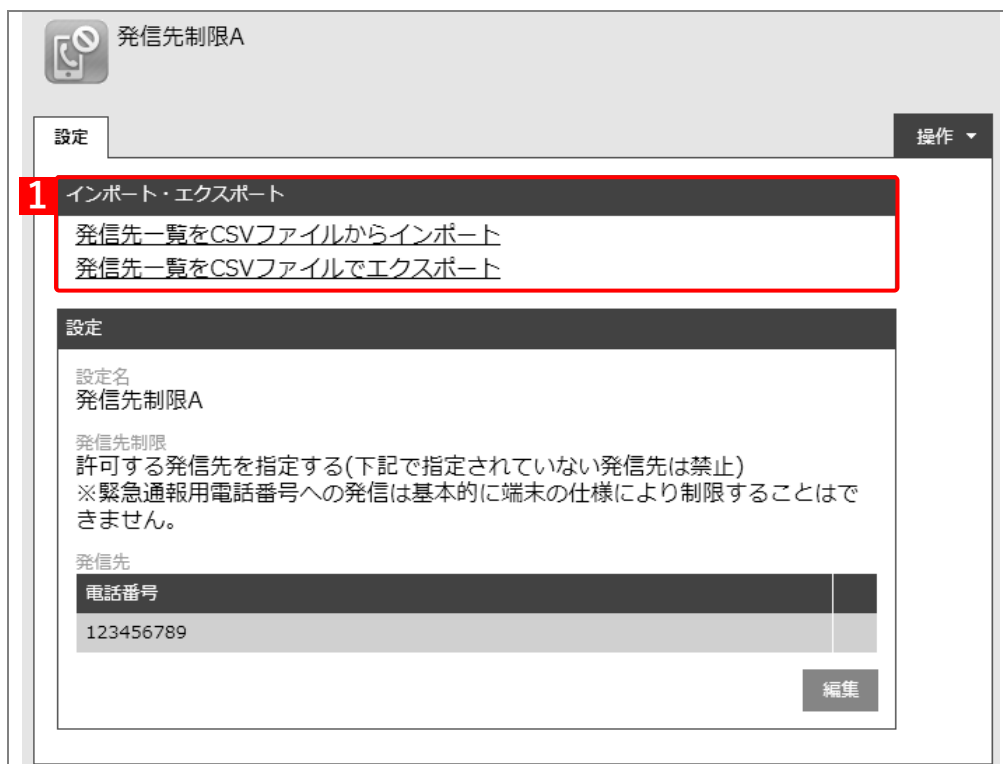 発信先制限A
設定
操作
1
インポート・エクスポート
発信先一覧をCSVファイルからインポート
発信先一覧をCSVファイルでエクスポート
設定
設定名
発信先制限A
発信先制限
許可する発信先を指定する(下記で指定されていない発信先は禁止)
※緊急通報用電話番号への発信は基本的に端末の仕様により制限することはで
きません。
発信先
電話番号
123456789
編集